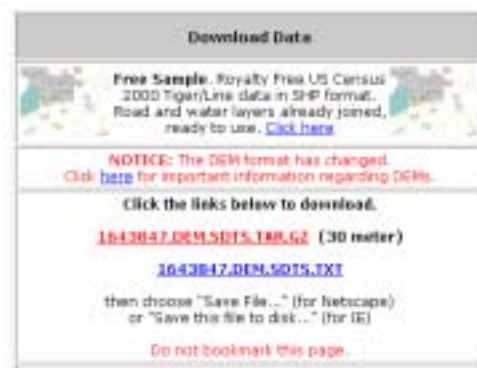 Download Data
Free Sample. Royalty Free US Census
2000 Tiger/Line data in SHP format.
Road and water layers already joined,
ready to use. Click here
NOTICE: The DEM format has changed.
Click here for important information regarding DEMs.
Click the links below to download.
1643847.DEM.SDTS.TAR.GZ (30 meter)
1643847.DEM.SDTS.TXT
then choose "Save File..." (for Netscape)
or "Save this file to disk..." (for IE)
Do not bookmark this page.